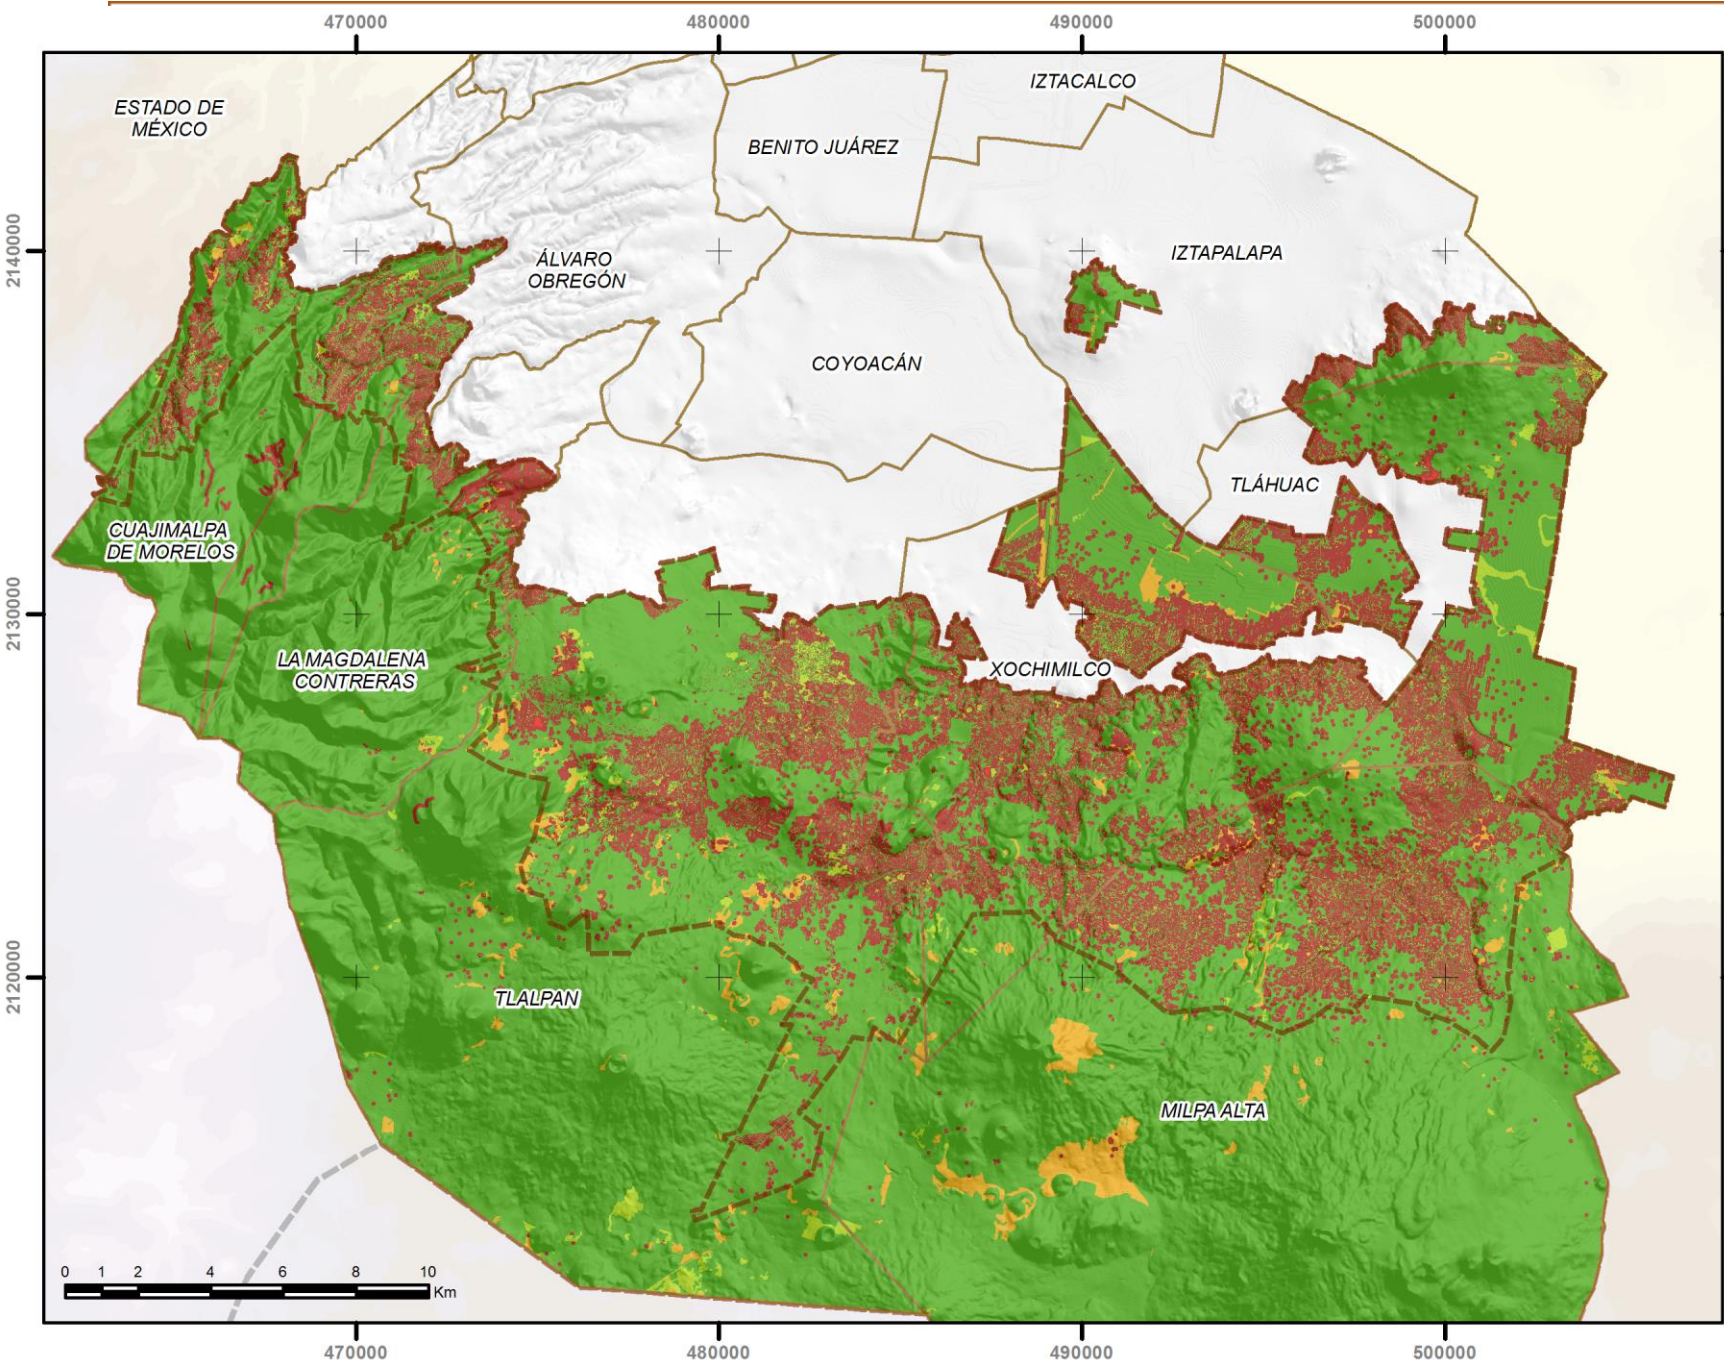 470000
480000
490000
500000
IZTACALCO
ESTADO DE
MÉXICO
BENITO JUÁREZ
2140000
ÁLVARO
OBREGÓN
IZTAPALAPA
COYOACÁN
TLÁHUAC
CUAJIMALPA
DE MORELOS
2130000
LA MAGDALENA
CONTRERAS
XOCHIMILCO
2120000
TLALPAN
MILPA ALTA
0 1 2 4 6 8 10
Km
470000
480000
490000
500000